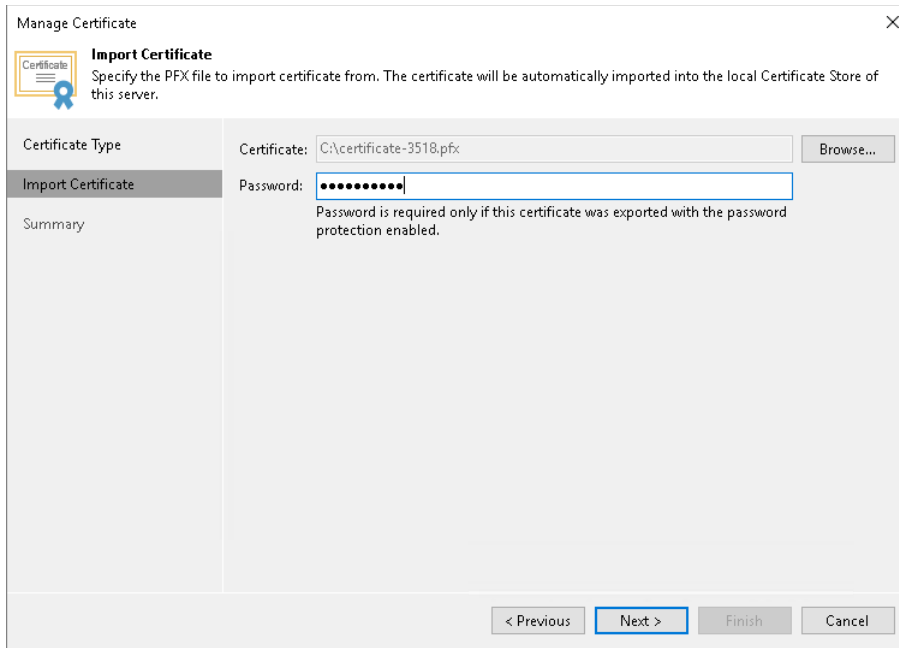 Manage Certificate
Certificate
Import Certificate
Specify the PFX file to import certificate from. The certificate will be automatically imported into the local Certificate Store of
this server.
Certificate Type
Import Certificate
Summary
Certificate: C:\certificate-3518.pfx Browse...
Password: ●●●●●●●●●●
Password is required only if this certificate was exported with the password
protection enabled.
< Previous Next > Finish Cancel